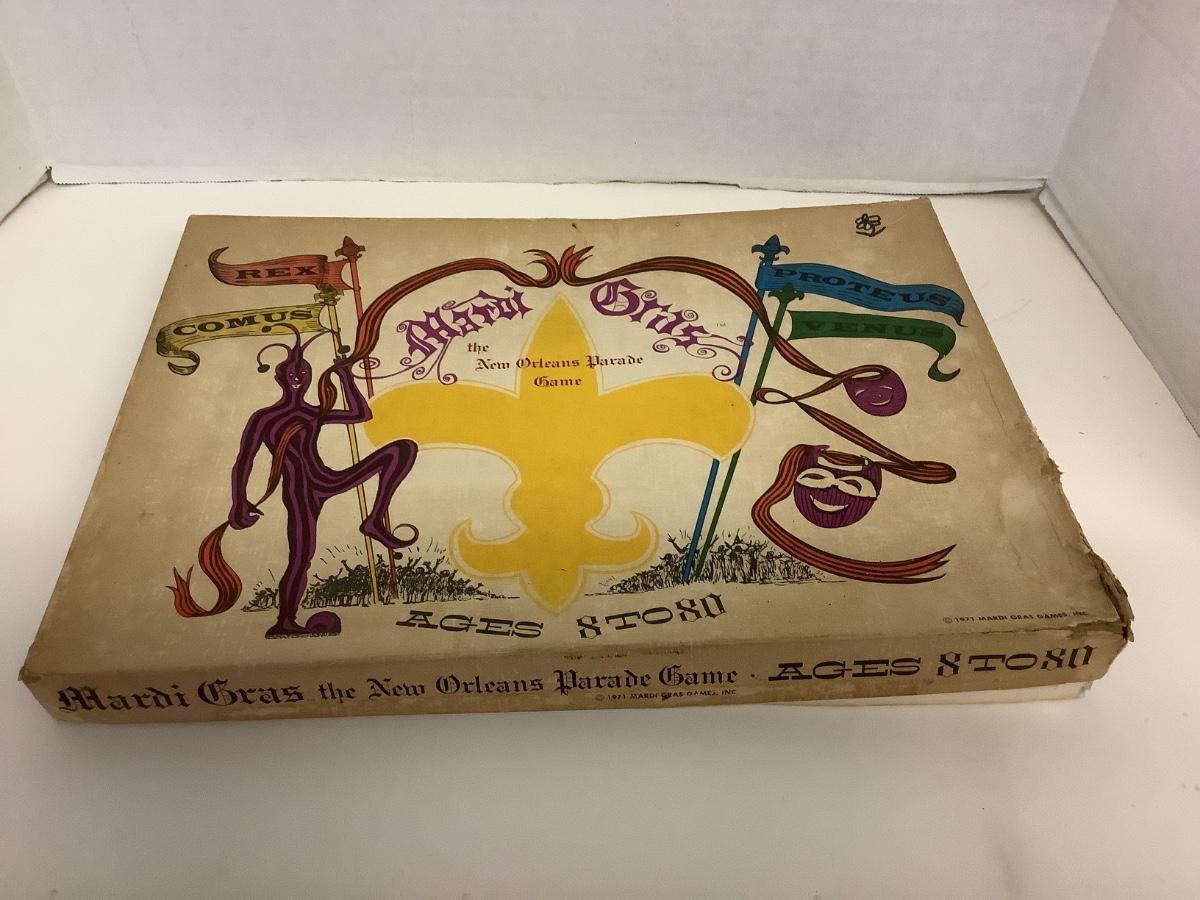 REX
COMUS
PROTEUS
VENUS
Mardi Gras TM
the
New Orleans Parade
Game
AGES 8 TO 80
© 1971 MARDI GRAS GAMES, INC.
Mardi Gras the New Orleans Parade Game · AGES 8 TO 80
© 1971 MARDI GRAS GAMES, INC